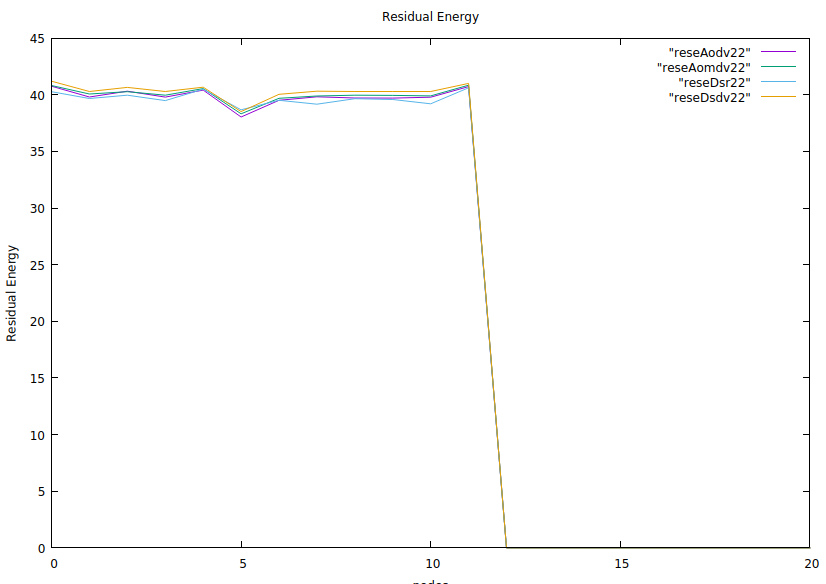 Residual Energy
45
40
35
30
25
20
15
10
5
0
Residual Energy
"reseAodv22"
"reseAomdv22"
"reseDsr22"
"reseDsdv22"
0 5 10 15 20
nodes